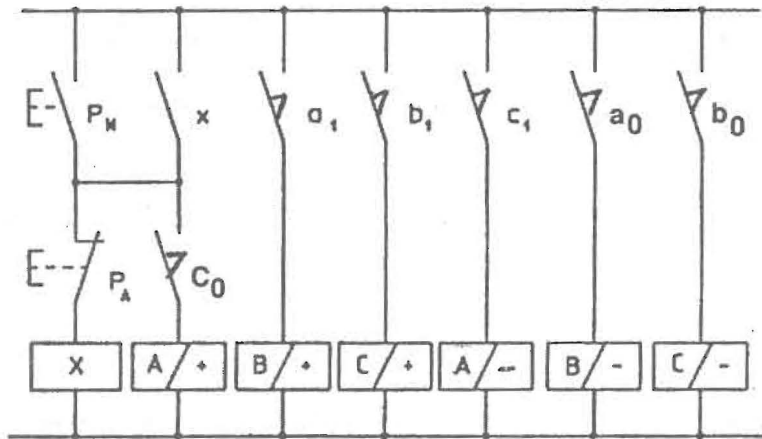 P_M x a_1 b_1 c_1 a_0 b_0
P_A C_0
X A/+ B/+ C/+ A/- B/- C/-